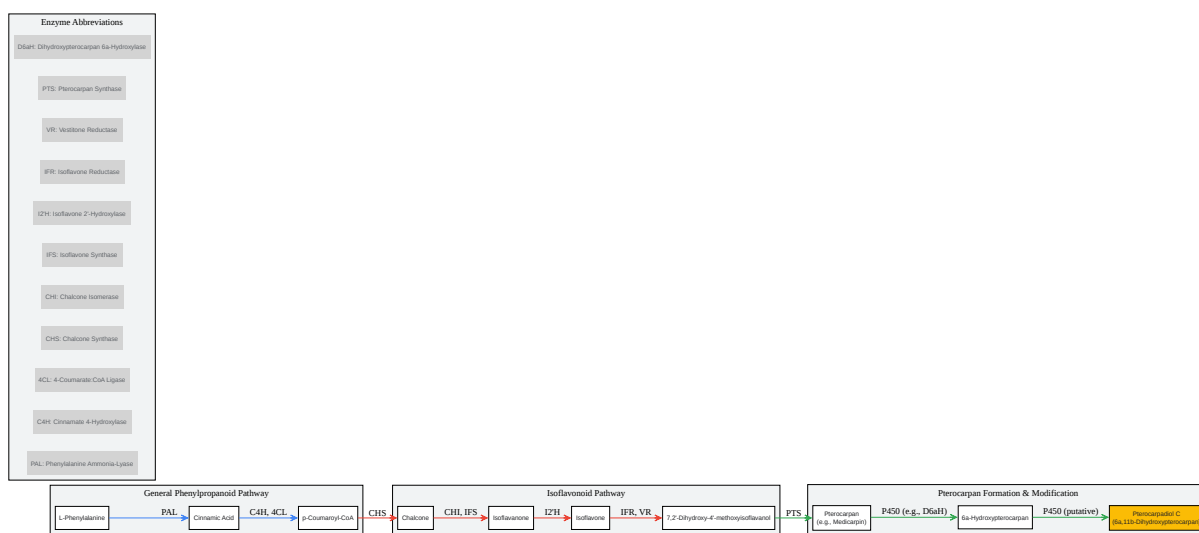 Enzyme Abbreviations
D6aH: Dihydroxypterocarpan 6a-Hydroxylase
PTS: Pterocarpan Synthase
VR: Vestitone Reductase
IFR: Isoflavone Reductase
I2'H: Isoflavone 2'-Hydroxylase
IFS: Isoflavone Synthase
CHI: Chalcone Isomerase
CHS: Chalcone Synthase
4CL: 4-Coumarate:CoA Ligase
C4H: Cinnamate 4-Hydroxylase
PAL: Phenylalanine Ammonia-Lyase
General Phenylpropanoid Pathway
L-Phenylalanine
PAL
Cinnamic Acid
C4H, 4CL
p-Coumaroyl-CoA
CHS
Isoflavonoid Pathway
Chalcone
CHI, IFS
Isoflavanone
I2'H
Isoflavone
IFR, VR
7,2'-Dihydroxy-4'-methoxyisoflavanol
PTS
Pterocarpan Formation & Modification
Pterocarpan
(e.g., Medicarpin)
P450 (e.g., D6aH)
6a-Hydroxypterocarpan
P450 (putative)
Pterocarpadiol C
(6a,11b-Dihydroxypterocarpan